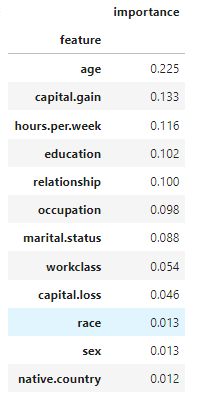 importance
feature
age 0.225
capital.gain 0.133
hours.per.week 0.116
education 0.102
relationship 0.100
occupation 0.098
marital.status 0.088
workclass 0.054
capital.loss 0.046
race 0.013
sex 0.013
native.country 0.012